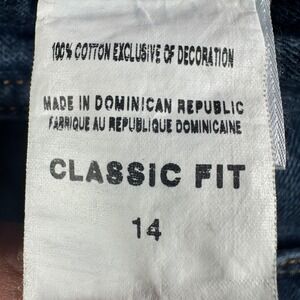 100% COTTON EXCLUSIVE OF DECORATION
MADE IN DOMINICAN REPUBLIC
FABRIQUE AU REPUBLIQUE DOMINICAINE
CLASSIC FIT
14